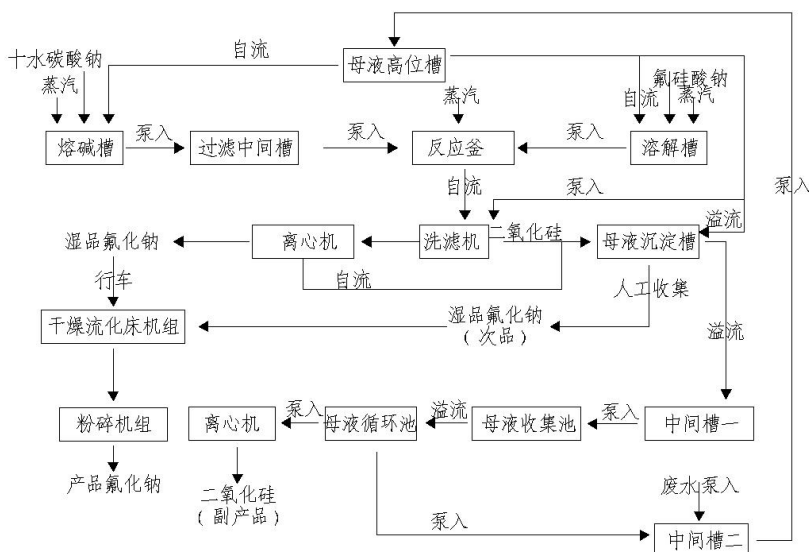 十水碳酸钠
蒸汽
自流
母液高位槽
蒸汽
氟硅酸钠
自流
蒸汽
熔碱槽
泵入
过滤中间槽
泵入
反应釜
泵入
溶解槽
泵入
自流
泵入
溢流
湿品氟化钠
离心机
洗滤机
二氧化硅
母液沉淀槽
行车
自流
人工收集
干燥流化床机组
湿品氟化钠
(次品)
溢流
粉碎机组
离心机
泵入
母液循环池
溢流
母液收集池
泵入
中间槽一
产品氟化钠
二氧化硅
(副产品)
泵入
废水泵入
中间槽二